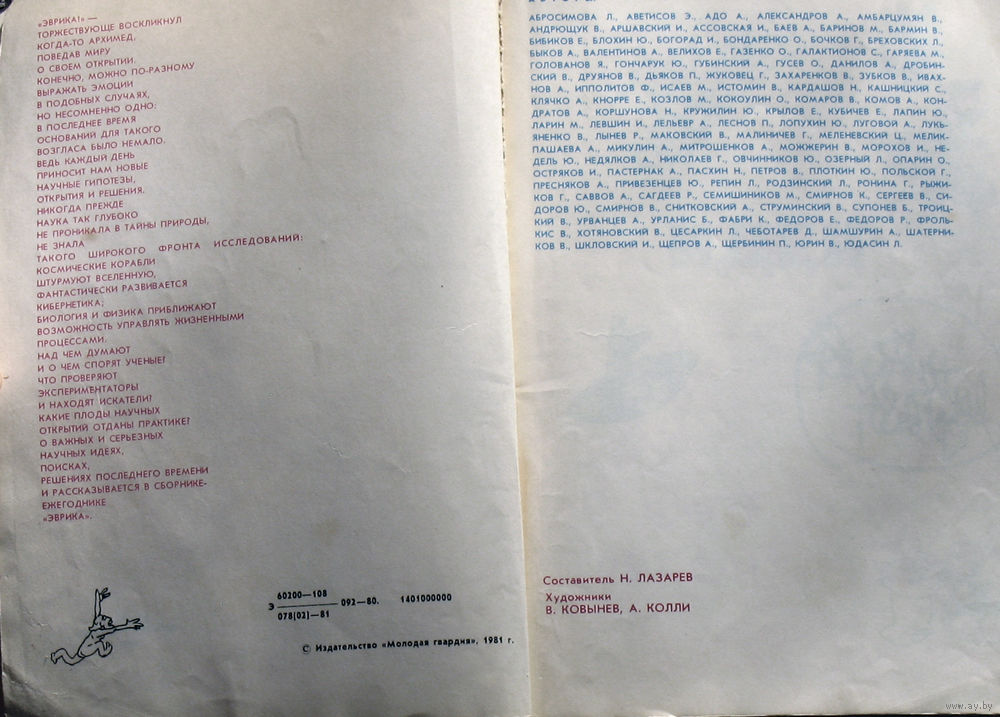 «ЭВРИКА!» —
ТОРЖЕСТВУЮЩЕ ВОСКЛИКНУЛ
КОГДА-ТО АРХИМЕД,
ПОВЕДАВ МИРУ
О СВОЕМ ОТКРЫТИИ.
КОНЕЧНО, МОЖНО ПО-РАЗНОМУ
ВЫРАЖАТЬ ЭМОЦИИ
В ПОДОБНЫХ СЛУЧАЯХ,
НО НЕСОМНЕННО ОДНО:
В ПОСЛЕДНЕЕ ВРЕМЯ
ОСНОВАНИЙ ДЛЯ ТАКОГО
ВОЗГЛАСА БЫЛО НЕМАЛО.
ВЕДЬ КАЖДЫЙ ДЕНЬ
ПРИНОСИТ НАМ НОВЫЕ
НАУЧНЫЕ ГИПОТЕЗЫ,
ОТКРЫТИЯ И РЕШЕНИЯ.
НИКОГДА ПРЕЖДЕ
НАУКА ТАК ГЛУБОКО
НЕ ПРОНИКАЛА В ТАЙНЫ ПРИРОДЫ,
НЕ ЗНАЛА
ТАКОГО ШИРОКОГО ФРОНТА ИССЛЕДОВАНИЙ:
КОСМИЧЕСКИЕ КОРАБЛИ
ШТУРМУЮТ ВСЕЛЕННУЮ,
ФАНТАСТИЧЕСКИ РАЗВИВАЕТСЯ
КИБЕРНЕТИКА;
БИОЛОГИЯ И ФИЗИКА ПРИБЛИЖАЮТ
ВОЗМОЖНОСТЬ УПРАВЛЯТЬ ЖИЗНЕННЫМИ
ПРОЦЕССАМИ.
НАД ЧЕМ ДУМАЮТ
И О ЧЕМ СПОРЯТ УЧЕНЫЕ?
ЧТО ПРОВЕРЯЮТ
ЭКСПЕРИМЕНТАТОРЫ
И НАХОДЯТ ИСКАТЕЛИ?
КАКИЕ ПЛОДЫ НАУЧНЫХ
ОТКРЫТИЙ ОТДАНЫ ПРАКТИКЕ?
О ВАЖНЫХ И СЕРЬЕЗНЫХ
НАУЧНЫХ ИДЕЯХ,
ПОИСКАХ,
РЕШЕНИЯХ ПОСЛЕДНЕГО ВРЕМЕНИ
И РАССКАЗЫВАЕТСЯ В СБОРНИКЕ-
ЕЖЕГОДНИКЕ
«ЭВРИКА».
60200—108
Э ——— 092—80. 1401000000
078[02]—81
© Издательство «Молодая гвардия», 1981 г.
АБРОСИМОВА Л., АВЕТИСОВ Э., АДО А., АЛЕКСАНДРОВ А., АМБАРЦУМЯН В.,
АНДРЮЩУК В., АРШАВСКИЙ И., АССОВСКАЯ И., БАЕВ А., БАРИНОВ М., БАРМИН В.,
БИБИКОВ Е., БЛОХИН Ю., БОГОРАД И., БОНДАРЕНКО О., БОЧКОВ Г., БРЕХОВСКИХ Л.,
БЫКОВ А., ВАЛЕНТИНОВ А., ВЕЛИХОВ Е., ГАЗЕНКО О., ГАЛАКТИОНОВ С., ГАРЯЕВА М.,
ГОЛОВАНОВ Я., ГОНЧАРУК Ю., ГУБИНСКИЙ А., ГУСЕВ О., ДАНИЛОВ А., ДРОБИН-
СКИЙ В., ДРУЯНОВ В., ДЬЯКОВ П., ЖУКОВЕЦ Г., ЗАХАРЕНКОВ В., ЗУБКОВ В., ИВАХ-
НОВ А., ИППОЛИТОВ Ф., ИСАЕВ М., ИСТОМИН В., КАРДАШОВ Н., КАШНИЦКИЙ С.,
КЛЯЧКО А., КНОРРЕ Е., КОЗЛОВ М., КОКОУЛИН О., КОМАРОВ В., КОМОВ А., КОН-
ДРАТОВ А., КОРШУНОВА Н., КРУЖИЛИН Ю., КРЫЛОВ Е., КУБИЧЕВ Е., ЛАПИН Ю.,
ЛАРИН М., ЛЕВШИН И., ЛЕЛЬЕВР А., ЛЕСНОВ П., ЛОПУХИН Ю., ЛУГОВОЙ А., ЛУКЬ-
ЯНЕНКО В., ЛЫНЕВ Р., МАКОВСКИЙ В., МАЛИНИЧЕВ Г., МЕЛЕНЕВСКИЙ Ц., МЕЛИК-
ПАШАЕВА А., МИКУЛИН А., МИТРОШЕНКОВ А., МОЖЖЕРИН В., МОРОХОВ И., НЕ-
ДЕЛЬ Ю., НЕДЯЛКОВ А., НИКОЛАЕВ Г., ОВЧИННИКОВ Ю., ОЗЕРНЫЙ Л., ОПАРИН О.,
ОСТРЯКОВ И., ПАСТЕРНАК А., ПАСХИН Н., ПЕТРОВ В., ПЛОТКИН Ю., ПОЛЬСКОЙ Г.,
ПРЕСНЯКОВ А., ПРИВЕЗЕНЦЕВ Ю., РЕПИН Л., РОДЗИНСКИЙ Л., РОНИНА Г., РЫЖИ-
КОВ Г., САВВОВ А., САГДЕЕВ Р., СЕМИШИНИКОВ М., СМИРНОВ К., СЕРГЕЕВ В., СИ-
ДОРОВ Ю., СМИРНОВ В., СНИТКОВСКИЙ А., СТРУМИНСКИЙ В., СУПОНЕВ Б., ТРОИЦ-
КИЙ В., УРВАНЦЕВ А., УРЛАНИС Б., ФАБРИ К., ФЕДОРОВ Е., ФЕДОРОВ Р., ФРОЛЬ-
КИС В., ХОТЯНОВСКИЙ В., ЦЕСАРКИН Л., ЧЕБОТАРЕВ Д., ШАМШУРИН А., ШАТЕРНИ-
КОВ В., ШКЛОВСКИЙ И., ЩЕПРОВ А., ЩЕРБИНИН П., ЮРИН В., ЮДАСИН Л.
Составитель Н. ЛАЗАРЕВ
Художники
В. КОВЫНЕВ, А. КОЛЛИ
www.ay.by